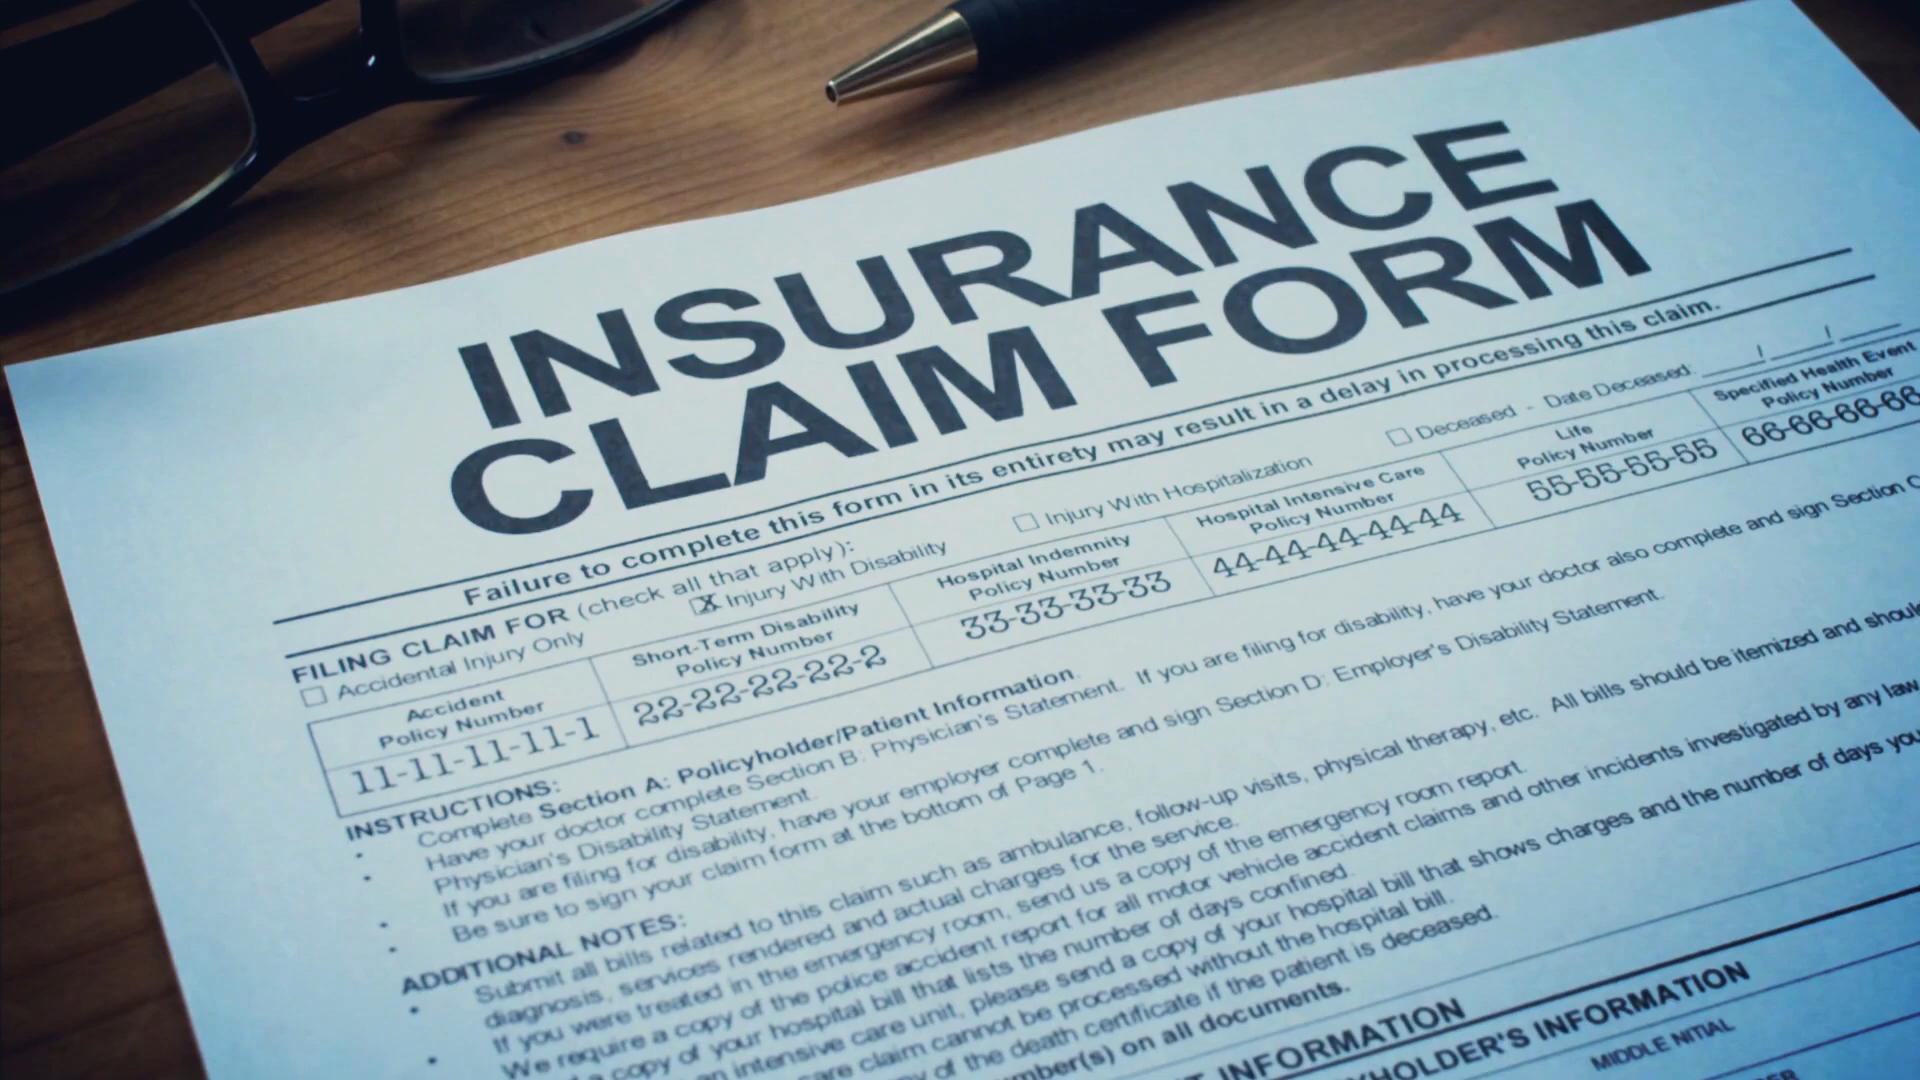 INSURANCE
CLAIM FORM
Failure to complete this form in its entirety may result in a delay in processing this claim.
FILING CLAIM FOR (check all that apply):
☐ Accidental Injury Only ☒ Injury With Disability ☐ Injury With Hospitalization ☐ Deceased - Date Deceased: ___/___/___
Accident Policy Number
11-11-11-11-1
Short-Term Disability Policy Number
22-22-22-22-2
Hospital Indemnity Policy Number
33-33-33-33
Hospital Intensive Care Policy Number
44-44-44-44-44
Life Policy Number
55-55-55-55
Specified Health Event Policy Number
66-66-66-66
INSTRUCTIONS:
• Complete Section A: Policyholder/Patient Information.
• Have your doctor complete Section B: Physician's Statement. If you are filing for disability, have your doctor also complete and sign Section C
Physician's Disability Statement.
• If you are filing for disability, have your employer complete and sign Section D: Employer's Disability Statement.
• Be sure to sign your claim form at the bottom of Page 1.
ADDITIONAL NOTES:
• Submit all bills related to this claim such as ambulance, follow-up visits, physical therapy, etc. All bills should be itemized and should
diagnosis, services rendered and actual charges for the service.
• If you were treated in the emergency room, send us a copy of the emergency room report.
We require a copy of the police accident report for all motor vehicle accident claims and other incidents investigated by any law
a copy of your hospital bill that lists the number of days confined.
an intensive care unit, please send a copy of your hospital bill that shows charges and the number of days you
care claim cannot be processed without the hospital bill.
of the death certificate if the patient is deceased.
number(s) on all documents.
INFORMATION
HOLDER'S INFORMATION
MIDDLE NITIAL